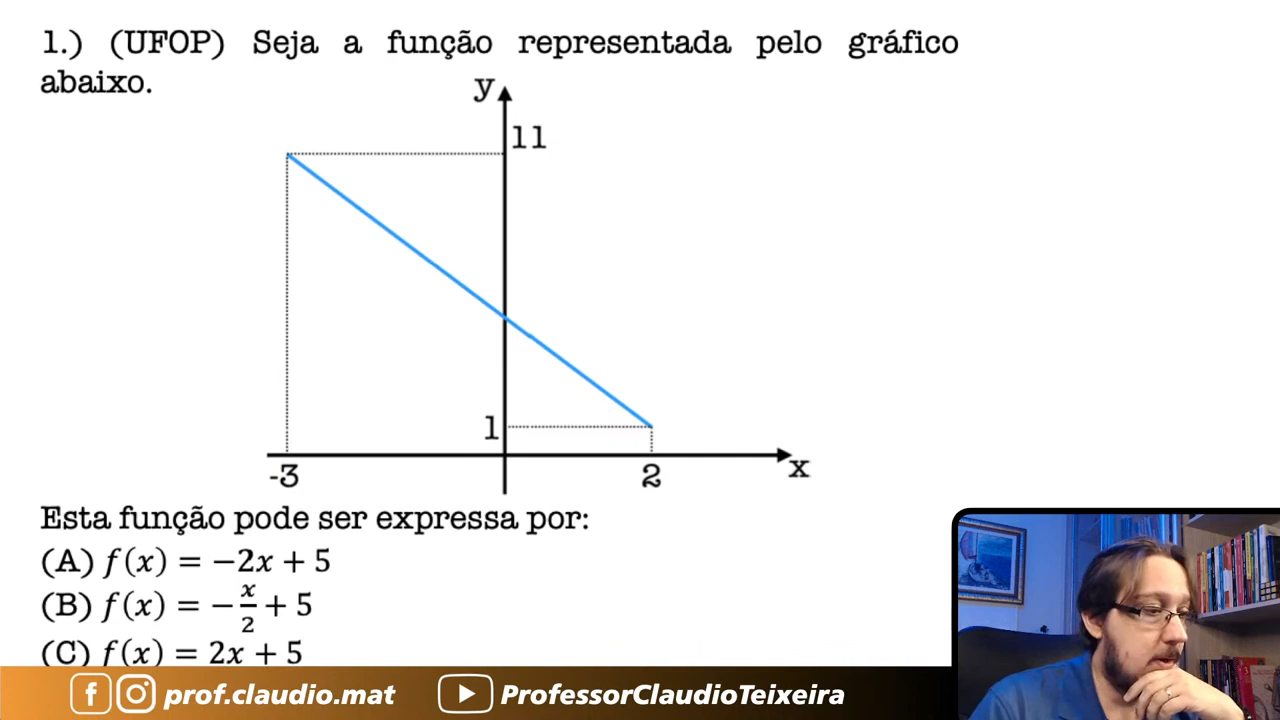 1.) (UFOP) Seja a função representada pelo gráfico
abaixo.
y
11
1
-3
2
x
Esta função pode ser expressa por:
(A) f(x) = −2x + 5
(B) f(x) = −x/2 + 5
(C) f(x) = 2x + 5
prof.claudio.mat ProfessorClaudioTeixeira